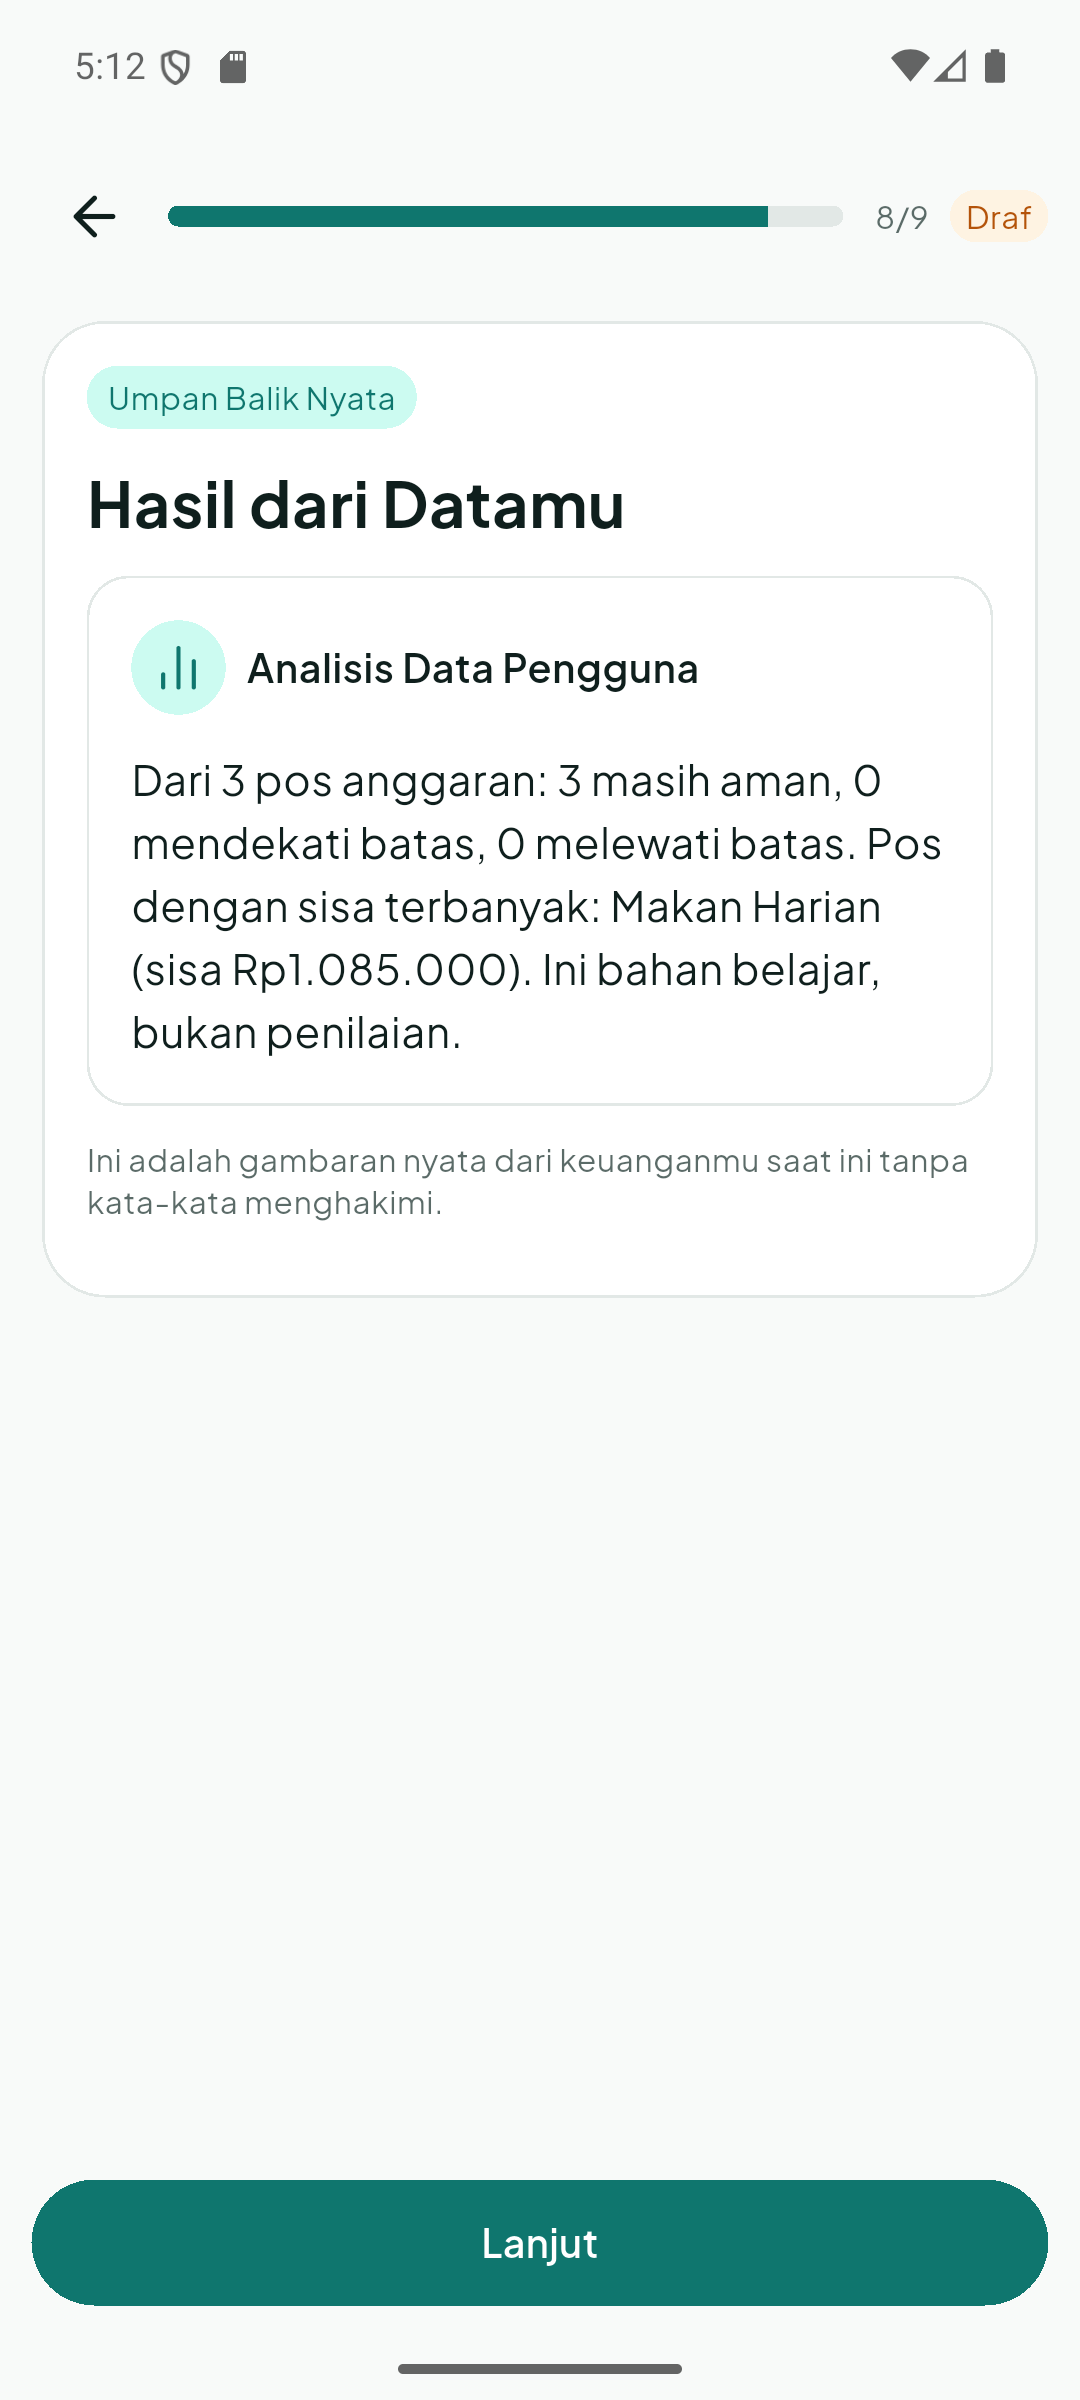 5:12
8/9
Draf
Umpan Balik Nyata
Hasil dari Datamu
Analisis Data Pengguna
Dari 3 pos anggaran: 3 masih aman, 0
mendekati batas, 0 melewati batas. Pos
dengan sisa terbanyak: Makan Harian
(sisa Rp1.085.000). Ini bahan belajar,
bukan penilaian.
Ini adalah gambaran nyata dari keuanganmu saat ini tanpa
kata-kata menghakimi.
Lanjut